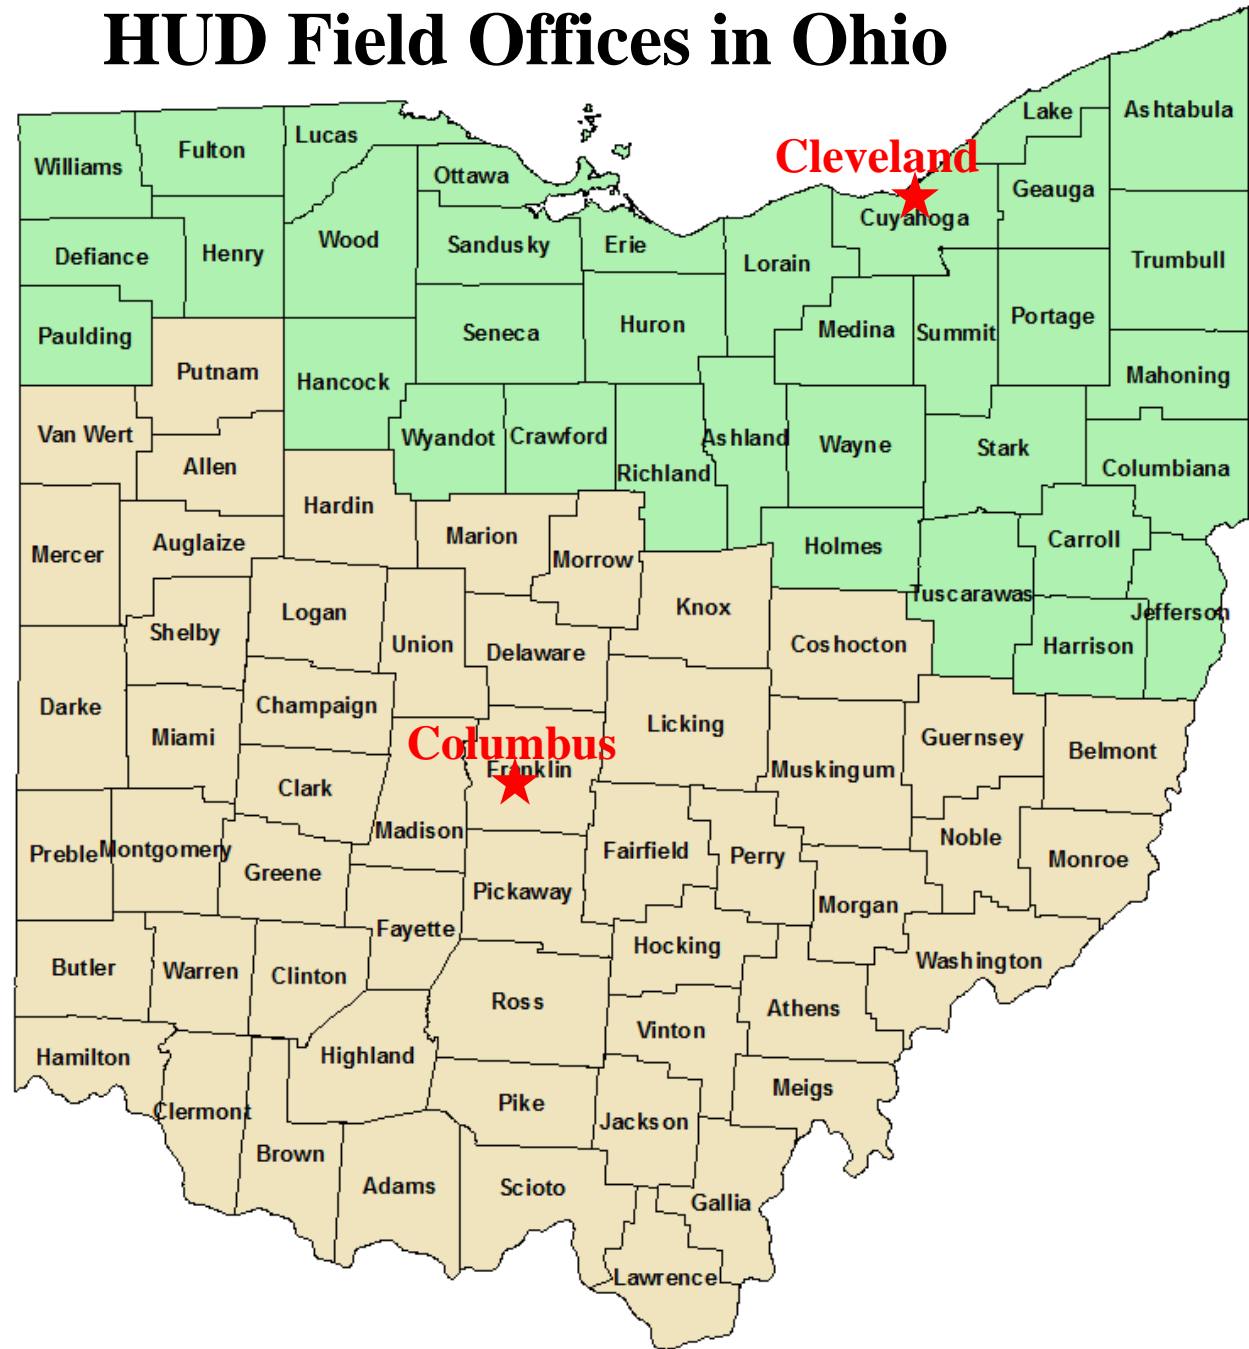 HUD Field Offices in Ohio
Lake
Ashtabula
Lucas
Fulton
Williams
Cleveland
Ottawa
Geauga
Cuyahoga
Wood
Sandusky
Erie
Henry
Defiance
Lorain
Trumbull
Portage
Huron
Medina
Summit
Seneca
Paulding
Putnam
Hancock
Mahoning
Van Wert
Wyandot
Crawford
Ashland
Wayne
Stark
Allen
Richland
Columbiana
Hardin
Marion
Auglaize
Mercer
Morrow
Holmes
Carroll
Tuscarawas
Jefferson
Knox
Logan
Shelby
Union
Delaware
Coshocton
Harrison
Darke
Champaign
Licking
Miami
Guernsey
Belmont
Columbus
Franklin
Muskingum
Clark
Madison
Noble
Preble
Montgomery
Fairfield
Perry
Monroe
Greene
Pickaway
Morgan
Fayette
Hocking
Washington
Butler
Warren
Clinton
Ross
Athens
Vinton
Hamilton
Highland
Meigs
Pike
Clermont
Jackson
Brown
Adams
Scioto
Gallia
Lawrence